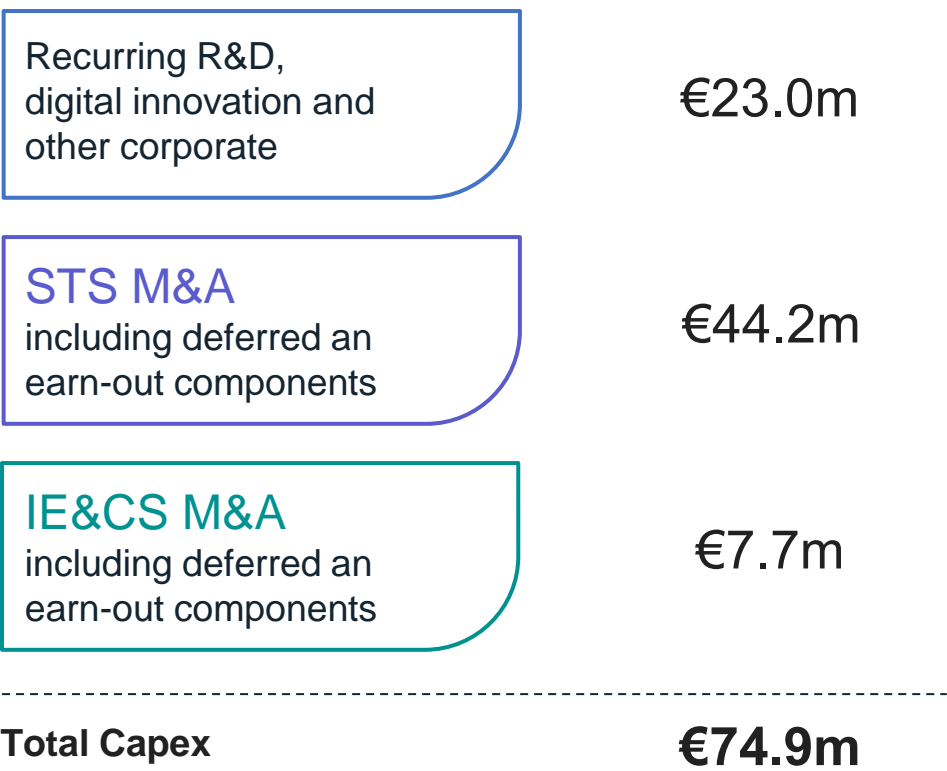 Recurring R&D,
digital innovation and
other corporate
€23.0m
STS M&A
including deferred an
earn-out components
€44.2m
IE&CS M&A
including deferred an
earn-out components
€7.7m
Total Capex
€74.9m